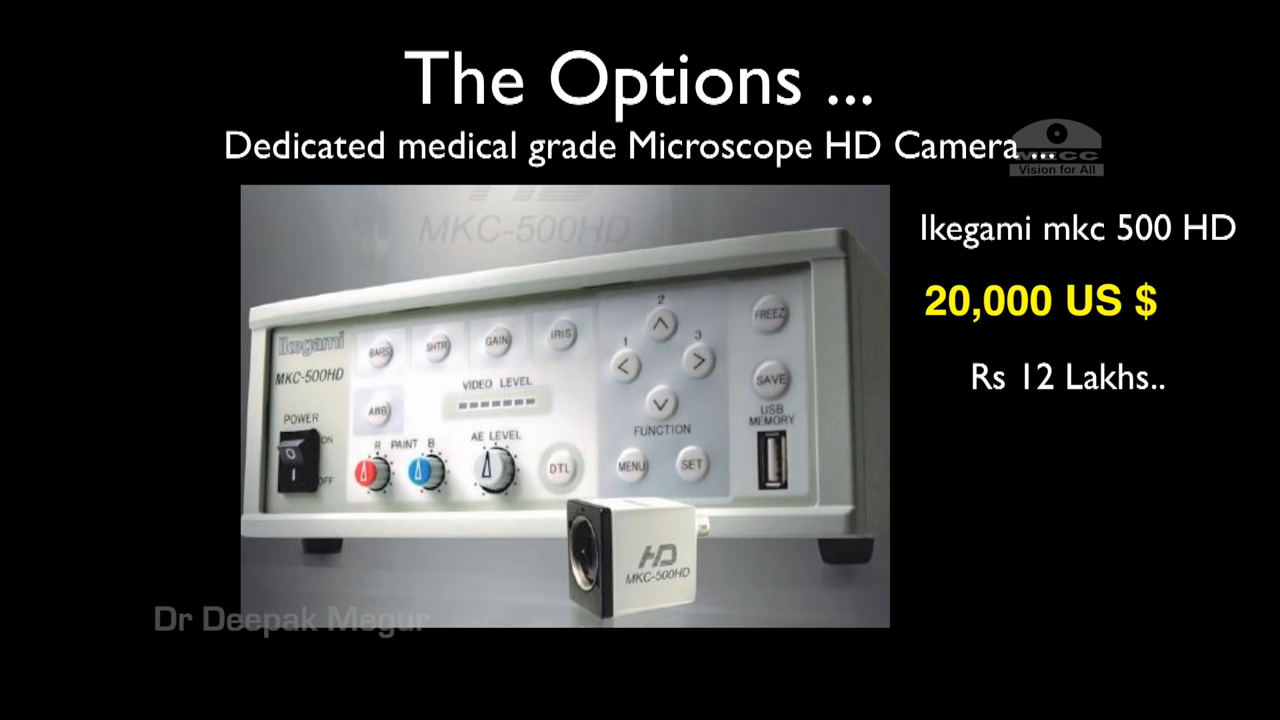 The Options ...
Dedicated medical grade Microscope HD Camera ...
MECC
Vision for All
MKC-500HD
Ikegami mkc 500 HD
20,000 US $
Rs 12 Lakhs..
Ikegami
MKC-500HD
POWER
ON
OFF
BARS
SHTR
GAIN
IRIS
AWB
VIDEO LEVEL
R PAINT B
AE LEVEL
DTL
2
1
3
FUNCTION
MENU
SET
FREEZ
SAVE
USB
MEMORY
HD
MKC-500HD
Dr Deepak Megur